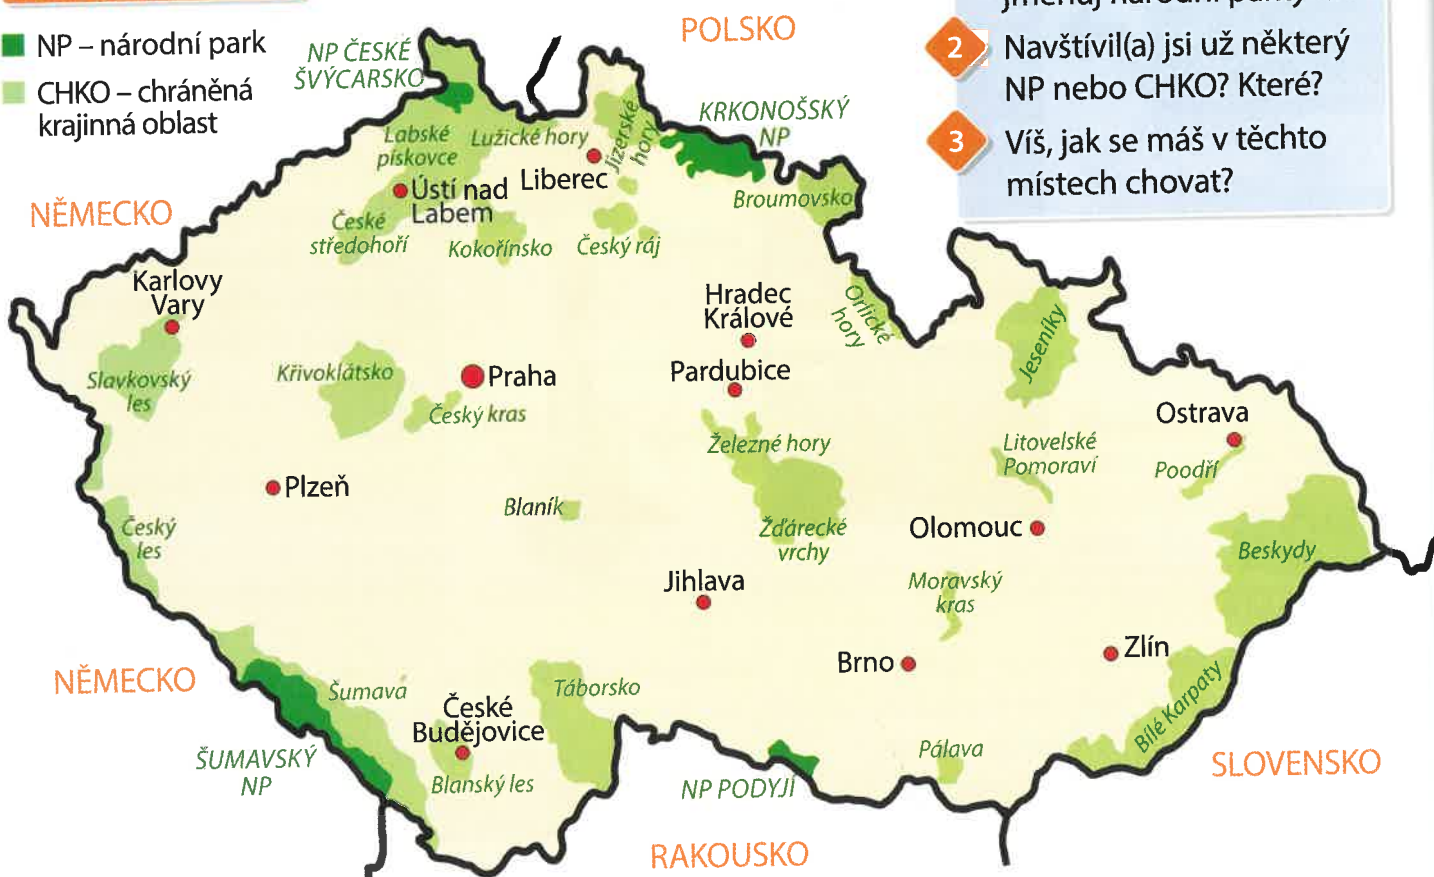 NP – národní park
CHKO – chráněná
krajinná oblast
2 Navštívil(a) jsi už některý
NP nebo CHKO? Které?
3 Víš, jak se máš v těchto
místech chovat?
POLSKO
NP ČESKÉ
ŠVÝCARSKO
KRKONOŠSKÝ
NP
Labské
pískovce
Lužické hory
Jizerské
hory
Ústí nad
Labem
Liberec
Broumovsko
NĚMECKO
České
středohoří
Kokořínsko
Český ráj
Karlovy
Vary
Hradec
Králové
Orlické
hory
Jeseníky
Slavkovský
les
Křivoklátsko
Praha
Pardubice
Český kras
Ostrava
Železné hory
Litovelské
Pomoraví
Poodří
Plzeň
Blaník
Český
les
Žďárecké
vrchy
Olomouc
Beskydy
Jihlava
Moravský
kras
Brno
Zlín
NĚMECKO
Šumava
Táborsko
České
Budějovice
Bílé Karpaty
ŠUMAVSKÝ
NP
Blanský les
NP PODYJÍ
Pálava
SLOVENSKO
RAKOUSKO